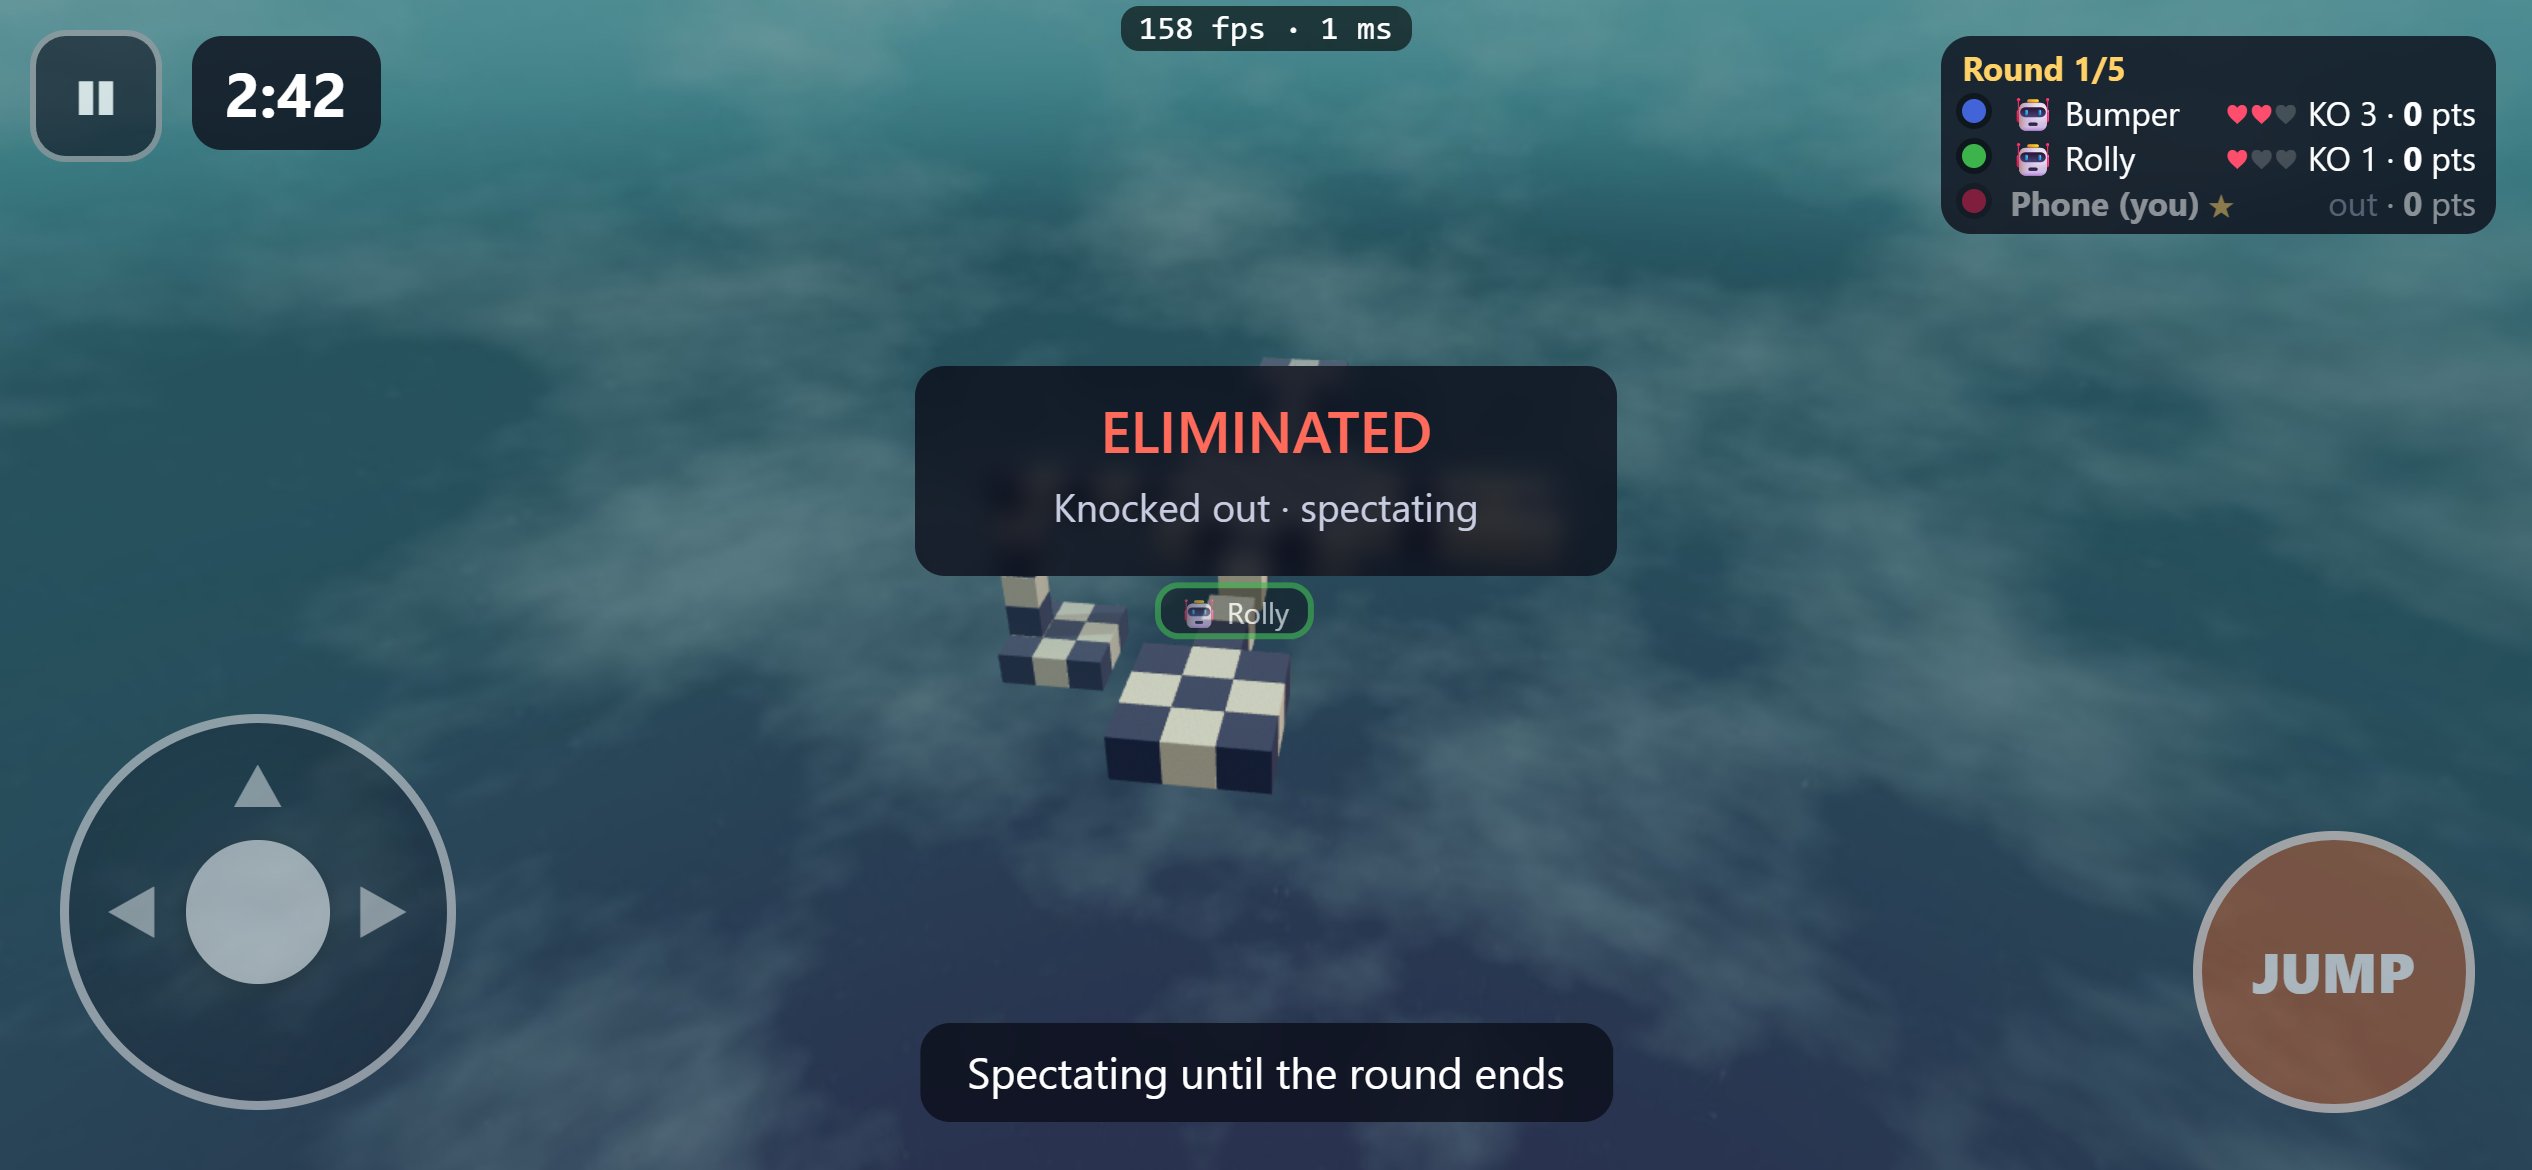 158 fps · 1 ms
2:42
Round 1/5
Bumper KO 3 · 0 pts
Rolly KO 1 · 0 pts
Phone (you) ★ out · 0 pts
ELIMINATED
Knocked out · spectating
Rolly
JUMP
Spectating until the round ends